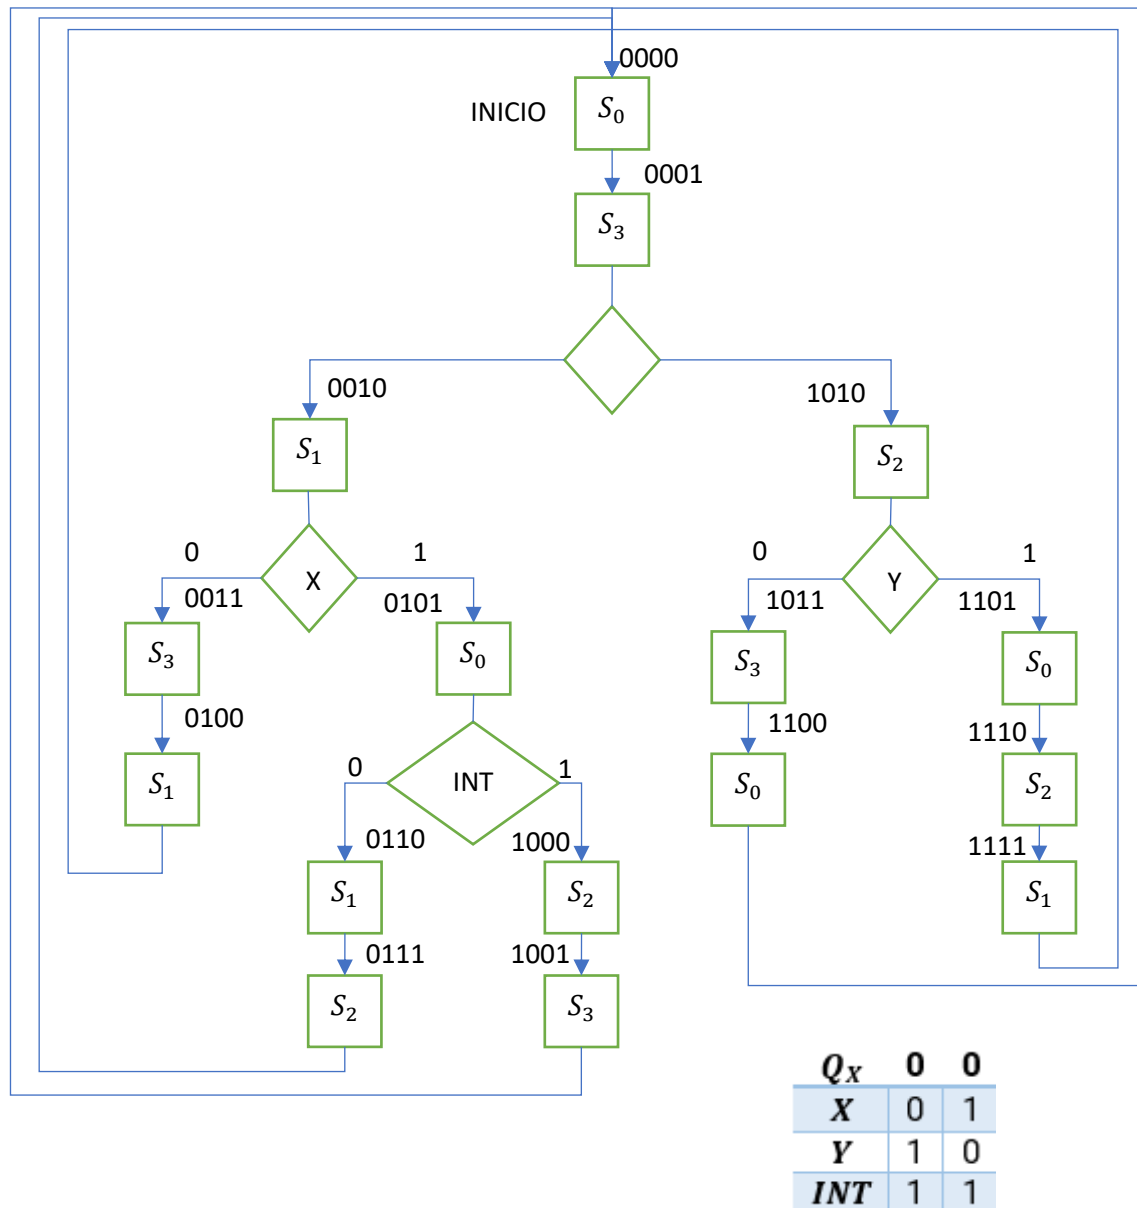 0000
INICIO S₀
0001
S₃
0010 1010
S₁ S₂
0 1 0 1
X Y
0011 0101 1011 1101
S₃ S₀ S₃ S₀
0100 1100 1110
S₁ 0 INT 1 S₀ S₂
0110 1000 1111
S₁ S₂ S₁
0111 1001
S₂ S₃
Q_X 0 0
X 0 1
Y 1 0
INT 1 1